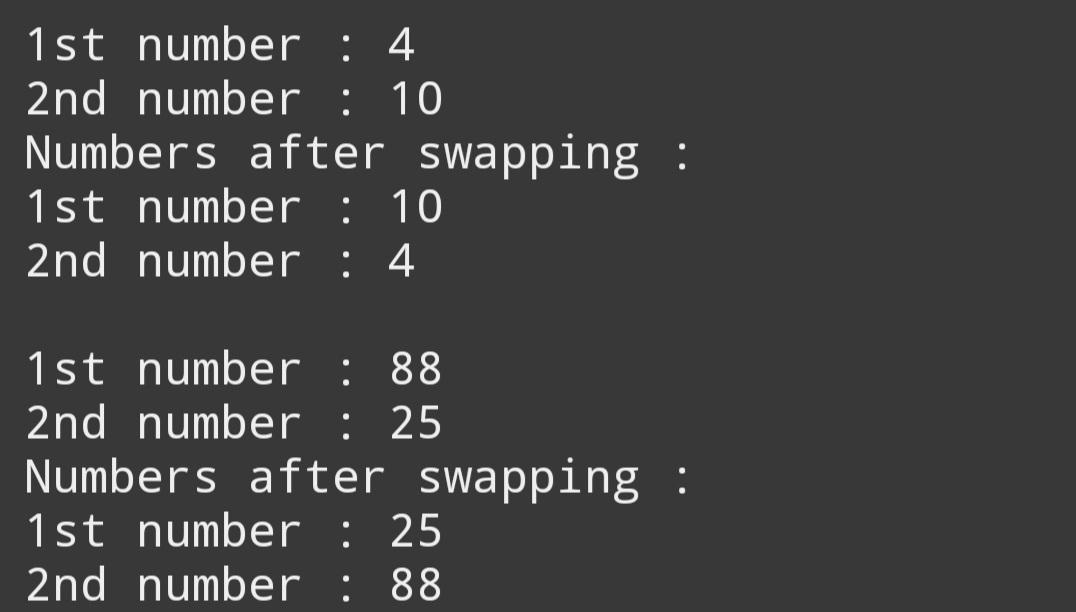 1st number : 4
2nd number : 10
Numbers after swapping :
1st number : 10
2nd number : 4

1st number : 88
2nd number : 25
Numbers after swapping :
1st number : 25
2nd number : 88